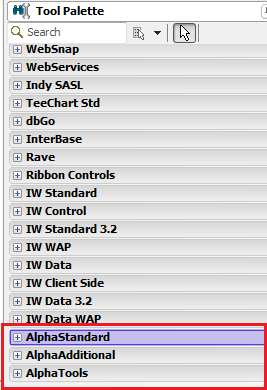 Tool Palette
Search
WebSnap
WebServices
Indy SASL
TeeChart Std
dbGo
InterBase
Rave
Ribbon Controls
IW Standard
IW Control
IW Standard 3.2
IW WAP
IW Data
IW Client Side
IW Data 3.2
IW Data WAP
AlphaStandard
AlphaAdditional
AlphaTools